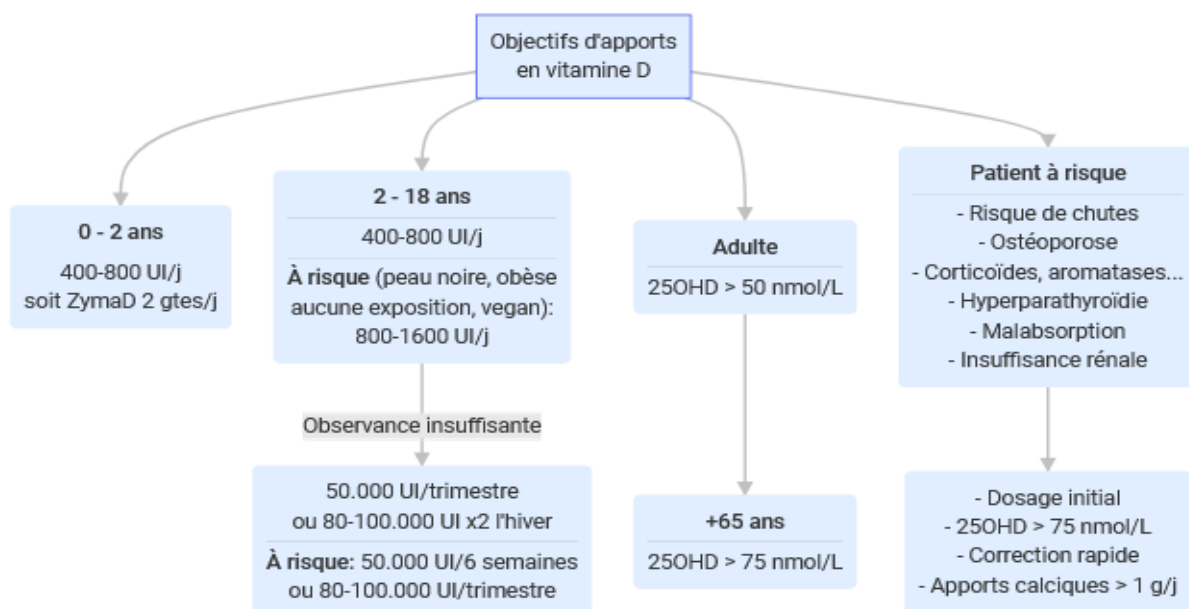 Objectifs d'apports
en vitamine D
0 - 2 ans
400-800 UI/j
soit ZymaD 2 gtes/j
2 - 18 ans
400-800 UI/j
À risque (peau noire, obèse
aucune exposition, vegan):
800-1600 UI/j
Observance insuffisante
50.000 UI/trimestre
ou 80-100.000 UI x2 l'hiver
À risque: 50.000 UI/6 semaines
ou 80-100.000 UI/trimestre
Adulte
25OHD > 50 nmol/L
+65 ans
25OHD > 75 nmol/L
Patient à risque
- Risque de chutes
- Ostéoporose
- Corticoïdes, aromatases...
- Hyperparathyroïdie
- Malabsorption
- Insuffisance rénale
- Dosage initial
- 25OHD > 75 nmol/L
- Correction rapide
- Apports calciques > 1 g/j